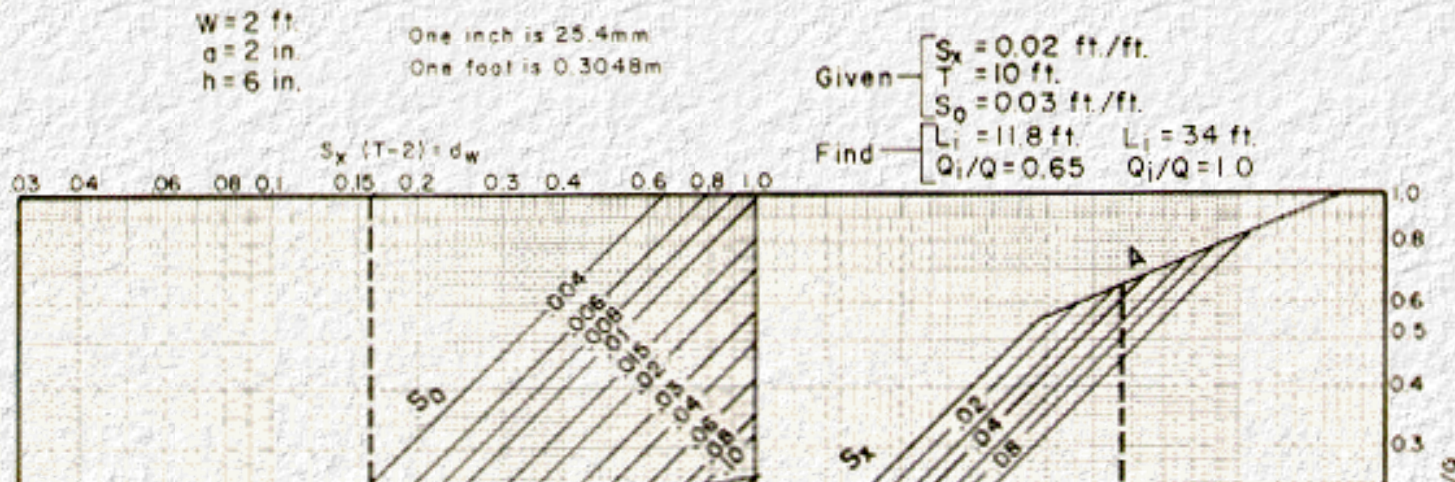 W = 2 ft.
a = 2 in.
h = 6 in.
One inch is 25.4mm
One foot is 0.3048m
Given
Sx = 0.02 ft./ft.
T = 10 ft.
S0 = 0.03 ft./ft.
Find
Li = 11.8 ft. Li = 34 ft.
Qi/Q = 0.65 Qi/Q = 1.0
Sx (T-2) = dw
.03 .04 .06 .08 0.1 0.15 0.2 0.3 0.4 0.6 0.8 1.0
1.0
0.8
0.6
0.5
0.4
0.3
A
S0
.004
.006
.008
.01
.015
.02
.03
.04
Sx
.02
.04
.08